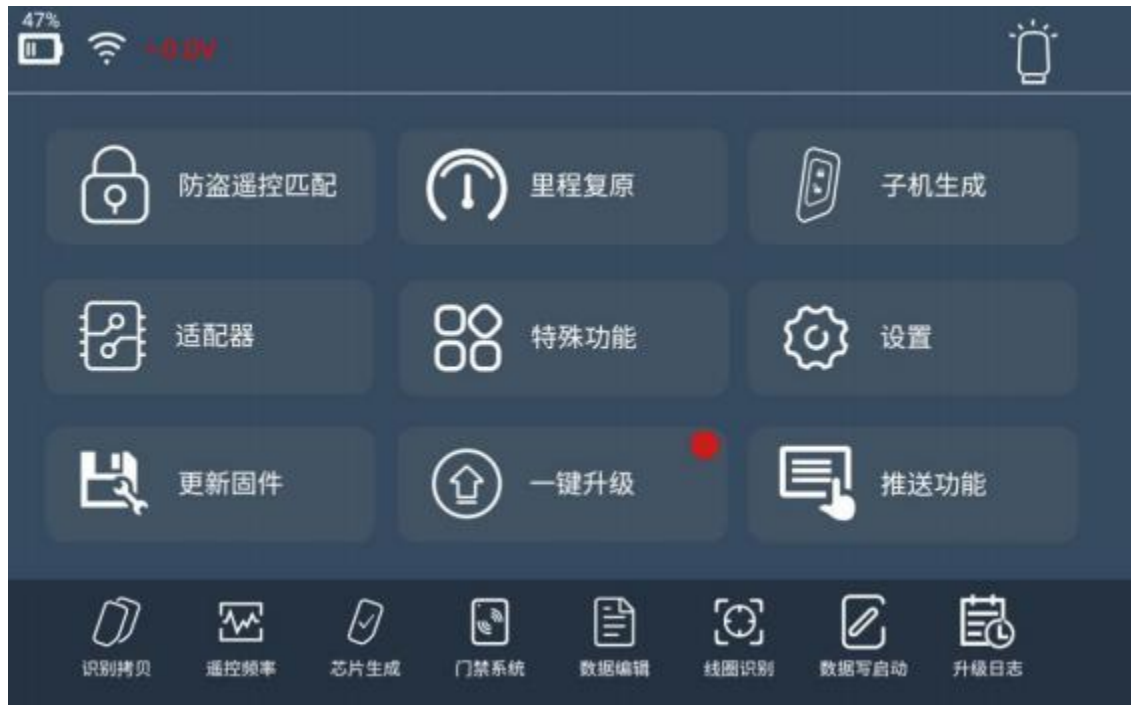 47%
防盗遥控匹配
里程复原
子机生成
适配器
特殊功能
设置
更新固件
一键升级
推送功能
识别拷贝
遥控频率
芯片生成
门禁系统
数据编辑
线圈识别
数据写启动
升级日志